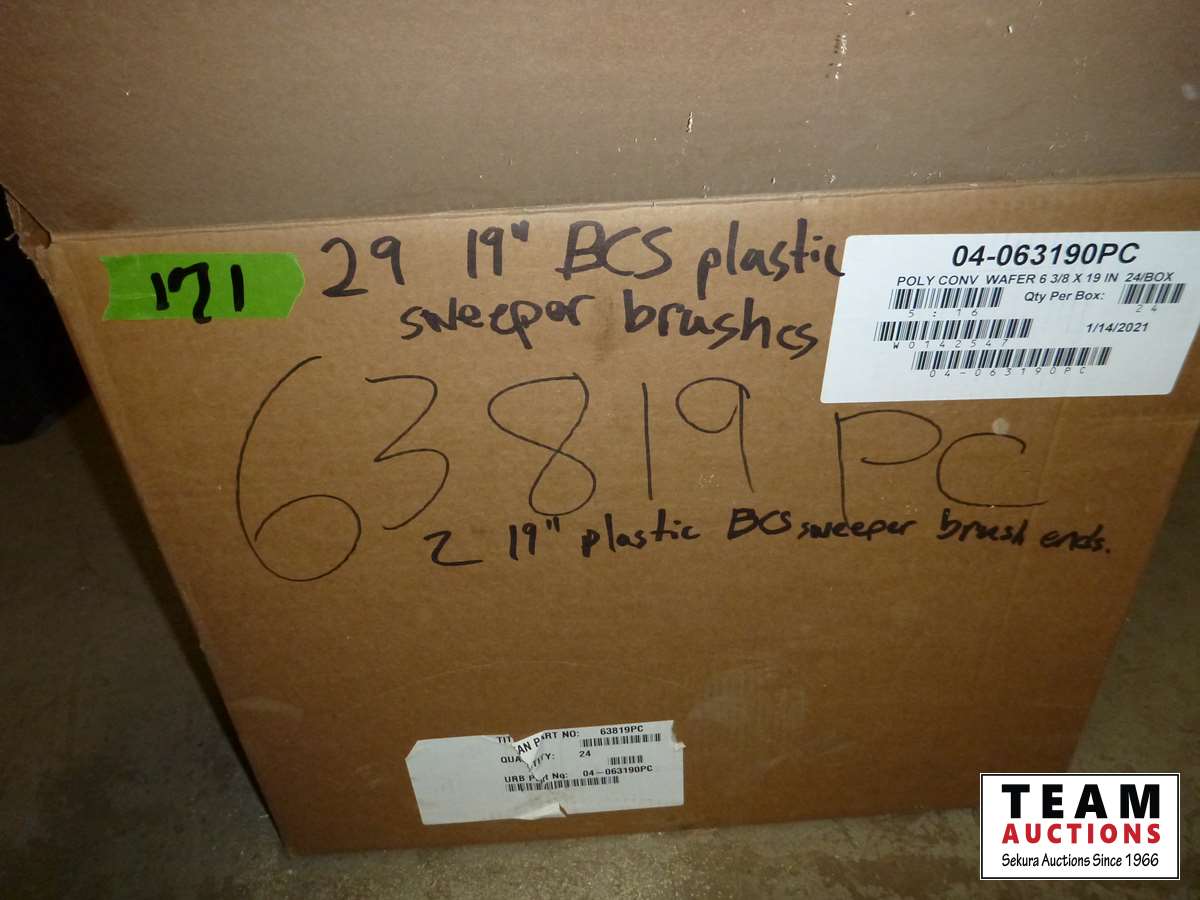 171
29 19" BCS plastic
sweeper brushes
63819 PC
2 19" plastic BCS sweeper brush ends.
04-063190PC
POLY CONV WAFER 6 3/8 X 19 IN 24/BOX
Qty Per Box:
5:16
24
1/14/2021
W0142547
04-063190PC
TITAN PART NO: 63819PC
QUANTITY: 24
URB Part No: 04-063190PC
TEAM
AUCTIONS
Sekura Auctions Since 1966